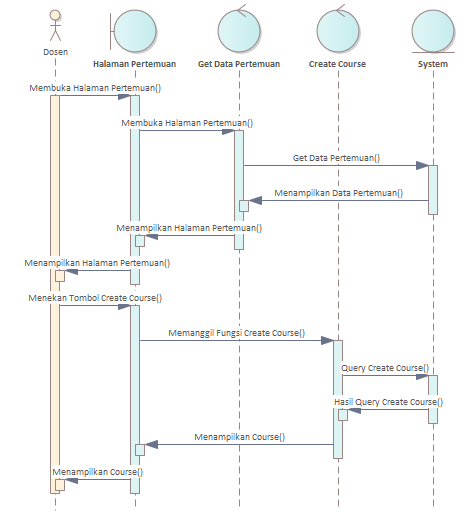 Dosen
Halaman Pertemuan
Get Data Pertemuan
Create Course
System
Membuka Halaman Pertemuan()
Membuka Halaman Pertemuan()
Get Data Pertemuan()
Menampilkan Data Pertemuan()
Menampilkan Halaman Pertemuan()
Menampilkan Halaman Pertemuan()
Menekan Tombol Create Course()
Memanggil Fungsi Create Course()
Query Create Course()
Hasil Query Create Course()
Menampilkan Course()
Menampilkan Course()